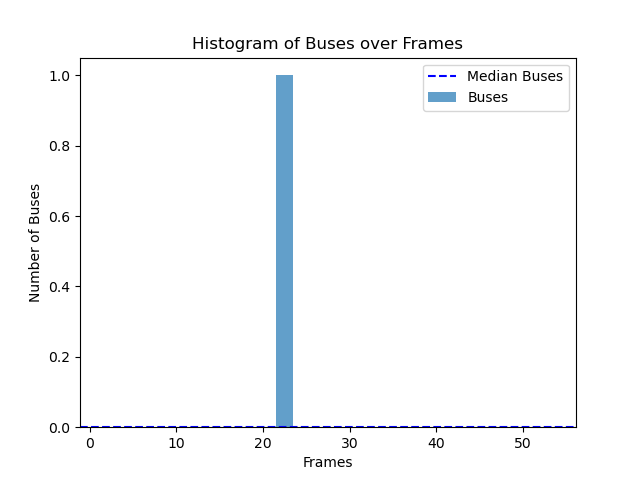 Histogram of Buses over Frames
Median Buses
Buses
1.0
0.8
0.6
0.4
0.2
0.0
Number of Buses
0 10 20 30 40 50
Frames